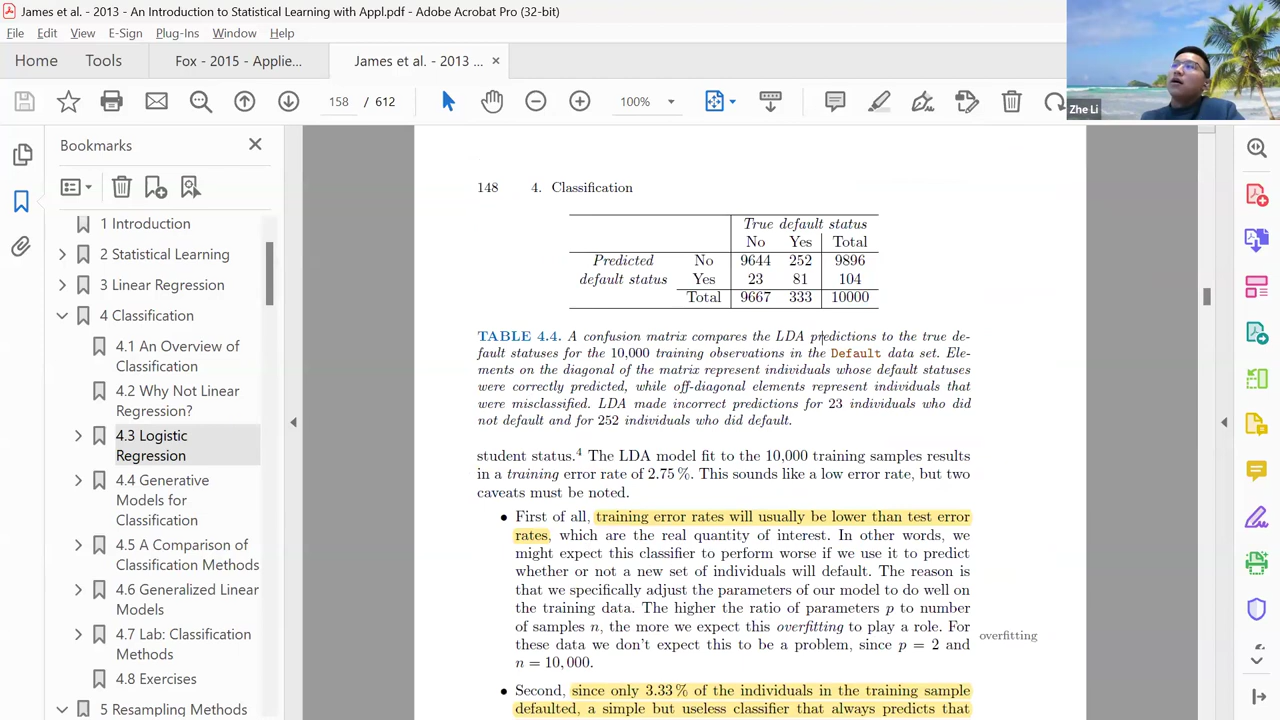 James et al. - 2013 - An Introduction to Statistical Learning with Appl.pdf - Adobe Acrobat Pro (32-bit)
File Edit View E-Sign Plug-Ins Window Help
Home Tools Fox - 2015 - Applie... James et al. - 2013 ... ×
158 / 612 100%
Zhe Li
Bookmarks
1 Introduction
2 Statistical Learning
3 Linear Regression
4 Classification
4.1 An Overview of
Classification
4.2 Why Not Linear
Regression?
4.3 Logistic
Regression
4.4 Generative
Models for
Classification
4.5 A Comparison of
Classification Methods
4.6 Generalized Linear
Models
4.7 Lab: Classification
Methods
4.8 Exercises
5 Resampling Methods
148 4. Classification
True default status
No Yes Total
Predicted No 9644 252 9896
default status Yes 23 81 104
Total 9667 333 10000
TABLE 4.4. A confusion matrix compares the LDA predictions to the true de-
fault statuses for the 10,000 training observations in the Default data set. Ele-
ments on the diagonal of the matrix represent individuals whose default statuses
were correctly predicted, while off-diagonal elements represent individuals that
were misclassified. LDA made incorrect predictions for 23 individuals who did
not default and for 252 individuals who did default.
student status.4 The LDA model fit to the 10,000 training samples results
in a training error rate of 2.75 %. This sounds like a low error rate, but two
caveats must be noted.
• First of all, training error rates will usually be lower than test error
rates, which are the real quantity of interest. In other words, we
might expect this classifier to perform worse if we use it to predict
whether or not a new set of individuals will default. The reason is
that we specifically adjust the parameters of our model to do well on
the training data. The higher the ratio of parameters p to number
of samples n, the more we expect this overfitting to play a role. For
these data we don't expect this to be a problem, since p = 2 and
n = 10, 000.
overfitting
• Second, since only 3.33 % of the individuals in the training sample
defaulted, a simple but useless classifier that always predicts that